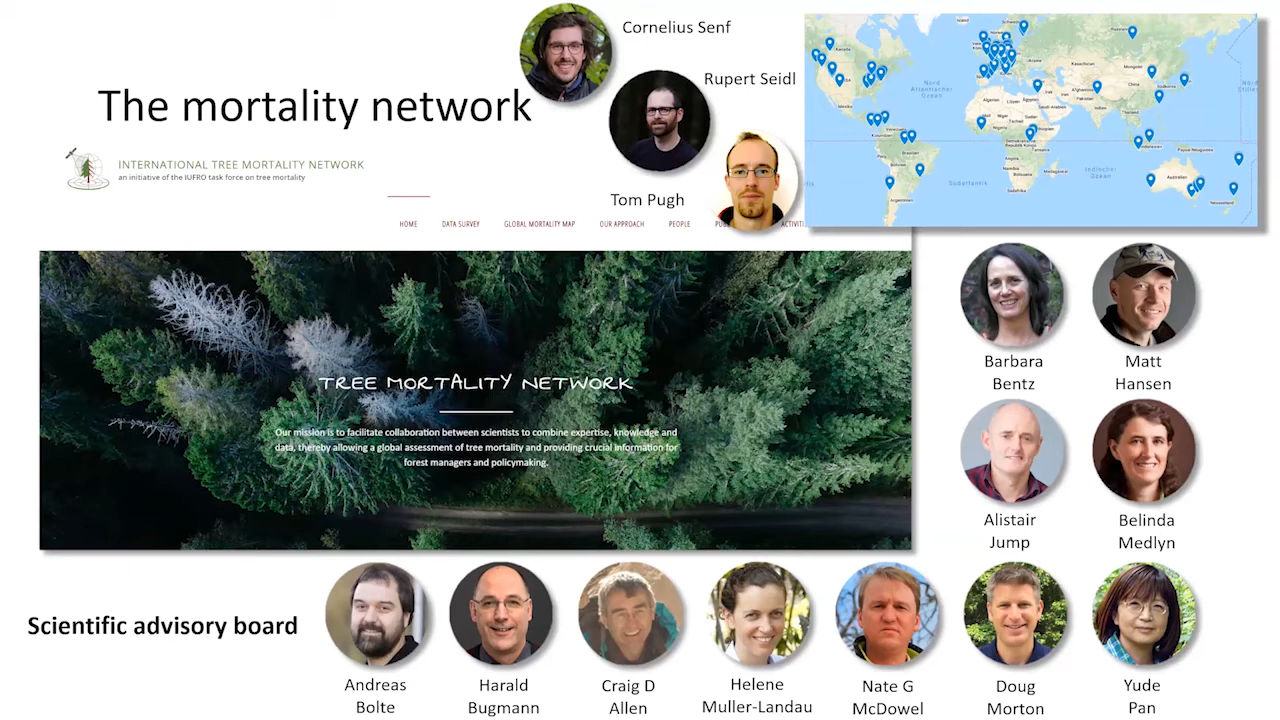 The mortality network
Cornelius Senf
Rupert Seidl
Tom Pugh
INTERNATIONAL TREE MORTALITY NETWORK
an initiative of the IUFRO task force on tree mortality
HOME DATA SURVEY GLOBAL MORTALITY MAP OUR APPROACH PEOPLE
TREE MORTALITY NETWORK
Our mission is to facilitate collaboration between scientists to combine expertise, knowledge and
data, thereby allowing a global assessment of tree mortality and providing crucial information for
forest managers and policymaking.
Barbara
Bentz
Matt
Hansen
Alistair
Jump
Belinda
Medlyn
Scientific advisory board
Andreas
Bolte
Harald
Bugmann
Craig D
Allen
Helene
Muller-Landau
Nate G
McDowel
Doug
Morton
Yude
Pan